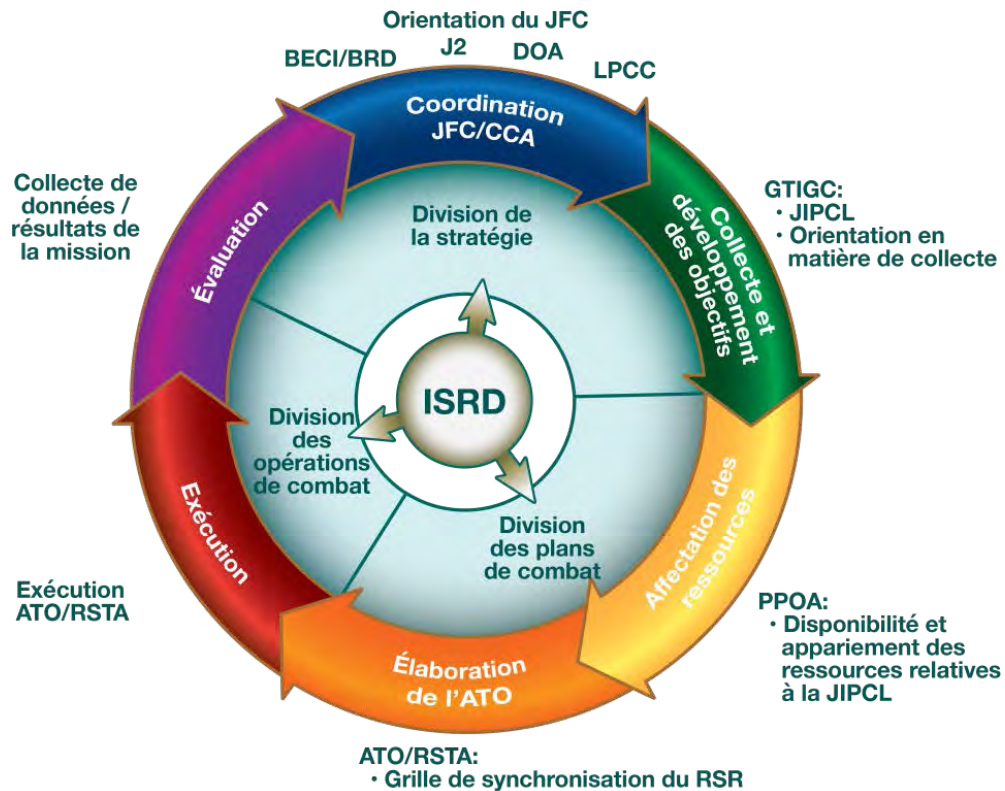 Orientation du JFC
BECI/BRD
J2
DOA
LPCC
Coordination
JFC/CCA
Collecte et
développement
des objectifs
GTIGC:
• JIPCL
• Orientation en
matière de collecte
Affectation des
ressources
PPOA:
• Disponibilité et
appariement des
ressources relatives
à la JIPCL
Élaboration
de l'ATO
ATO/RSTA:
• Grille de synchronisation du RSR
Exécution
Exécution
ATO/RSTA
Évaluation
Collecte de
données /
résultats de
la mission
Division de
la stratégie
ISRD
Division
des
opérations
de combat
Division
des plans
de combat